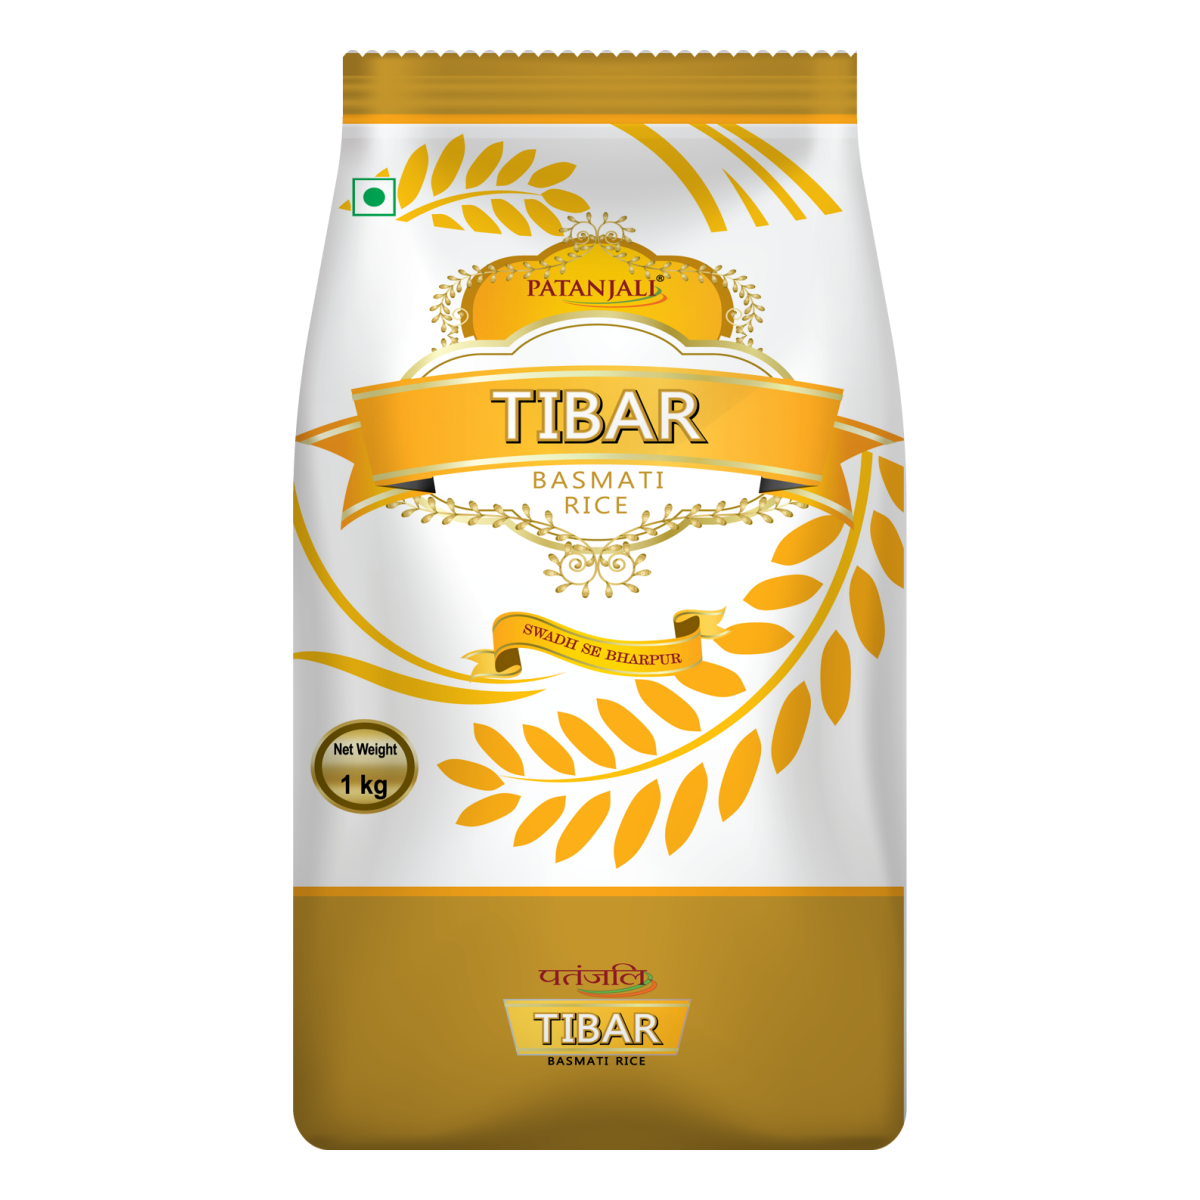 PATANJALI®
TIBAR
BASMATI
RICE
SWADH SE BHARPUR
Net Weight
1 kg
पतंजलि
TIBAR
BASMATI RICE